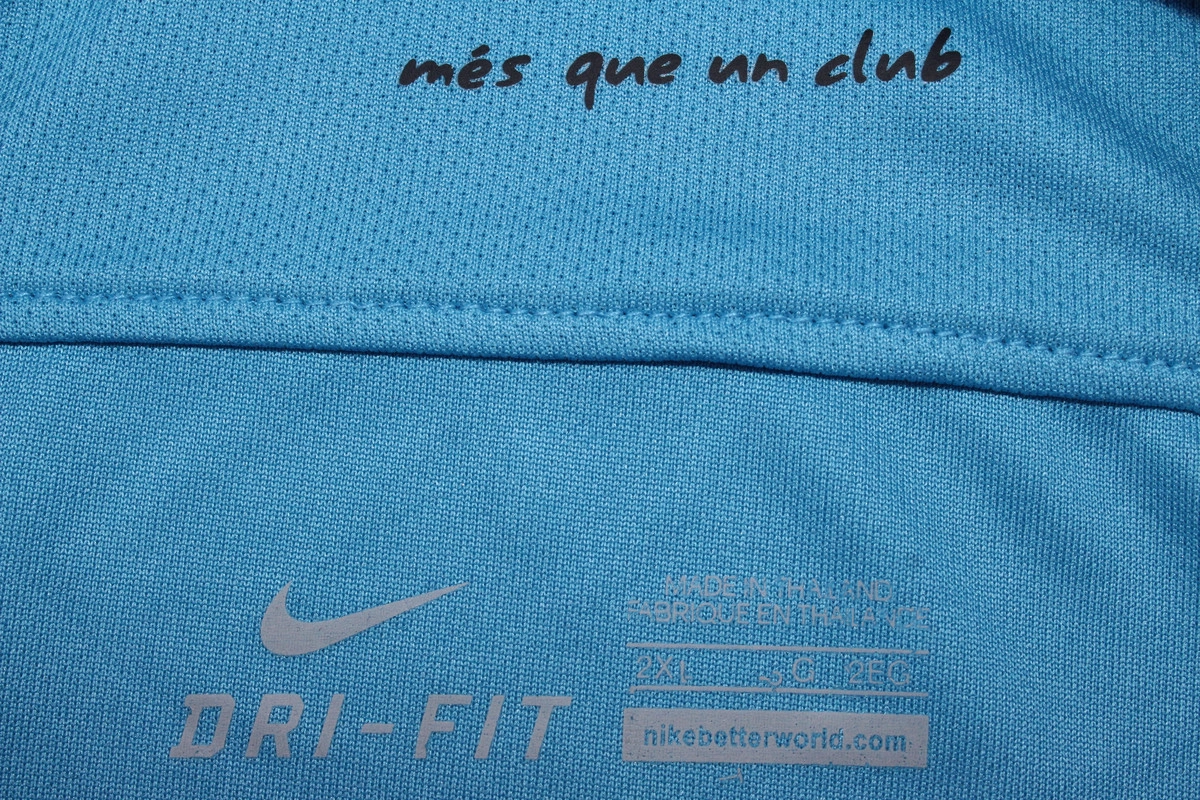 més que un club
MADE IN THAILAND
FABRIQUE EN THAILANDE
2XL G 2EG
DRI-FIT
nikebetterworld.com